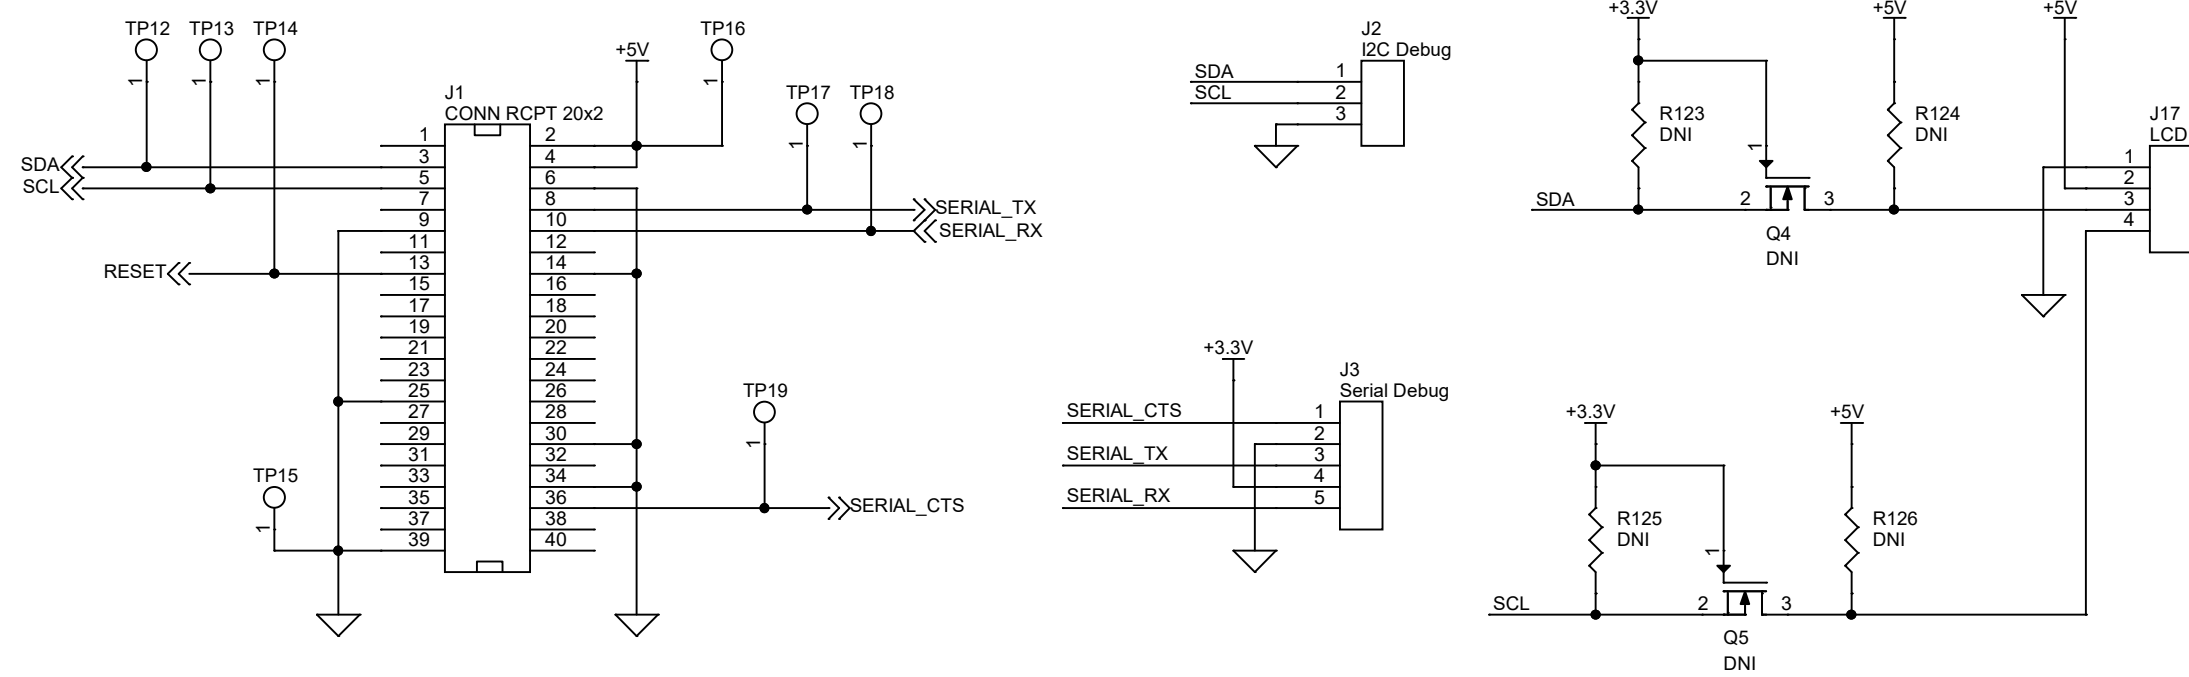 TP12
TP13
TP14
1
1
1
+5V
TP16
1
TP17
TP18
1
1
J1
CONN RCPT 20x2
1 2
3 4
5 6
7 8
9 10
11 12
13 14
15 16
17 18
19 20
21 22
23 24
25 26
27 28
29 30
31 32
33 34
35 36
37 38
39 40
SDA
SCL
RESET
SERIAL_TX
SERIAL_RX
TP15
1
TP19
1
SERIAL_CTS
J2
I2C Debug
SDA 1
SCL 2
3
+3.3V
J3
Serial Debug
SERIAL_CTS 1
2
SERIAL_TX 3
4
SERIAL_RX 5
+3.3V
+5V
+5V
R123
DNI
R124
DNI
1
SDA
2 3
Q4
DNI
J17
LCD
1
2
3
4
+3.3V
+5V
R125
DNI
R126
DNI
1
SCL
2 3
Q5
DNI